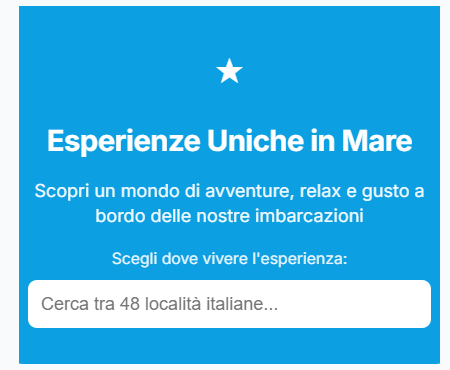 Esperienze Uniche in Mare
Scopri un mondo di avventure, relax e gusto a
bordo delle nostre imbarcazioni
Scegli dove vivere l'esperienza:
Cerca tra 48 località italiane...